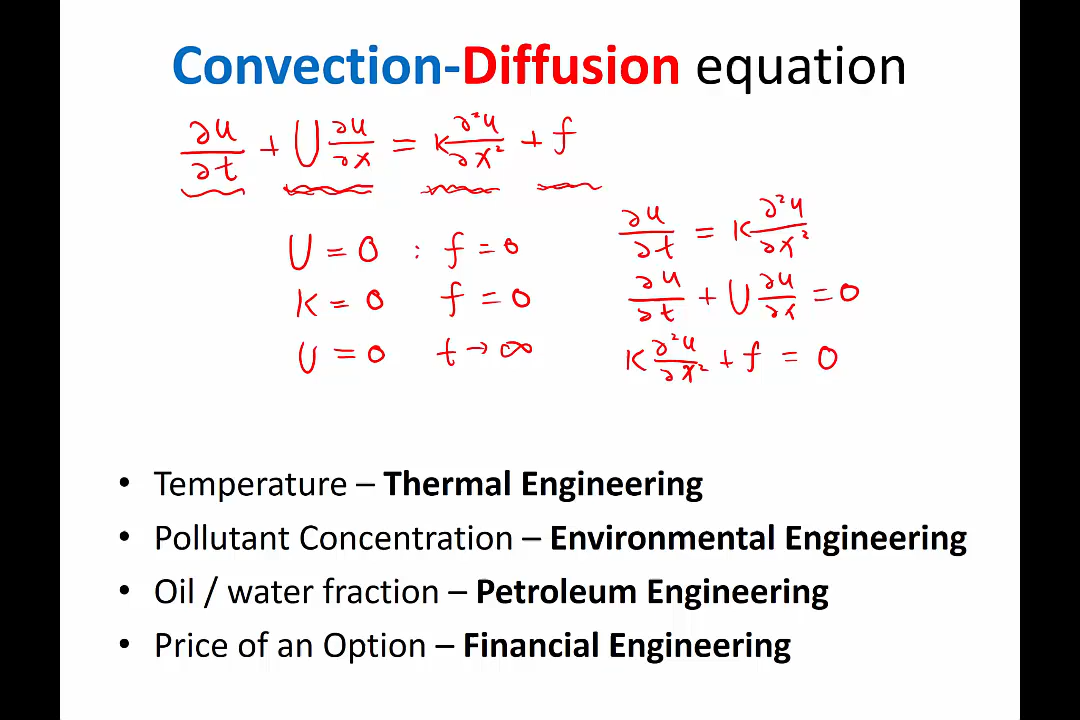 Convection-Diffusion equation
∂u/∂t + U ∂u/∂x = κ ∂²u/∂x² + f
U = 0 : f = 0 ∂u/∂t = κ ∂²u/∂x²
κ = 0 f = 0 ∂u/∂t + U ∂u/∂x = 0
U = 0 t → ∞ κ ∂²u/∂x² + f = 0
• Temperature – Thermal Engineering
• Pollutant Concentration – Environmental Engineering
• Oil / water fraction – Petroleum Engineering
• Price of an Option – Financial Engineering